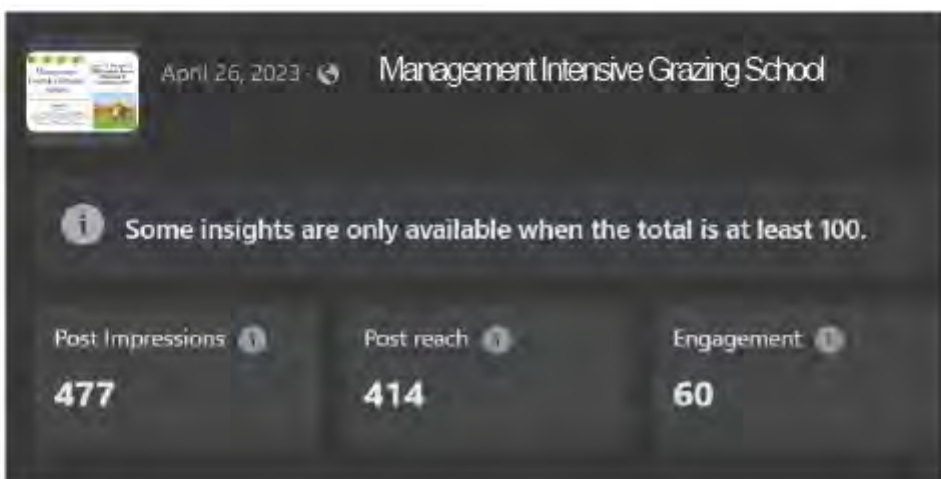 April 26, 2023 · Management Intensive Grazing School
Some insights are only available when the total is at least 100.
Post Impressions Post reach Engagement
477 414 60